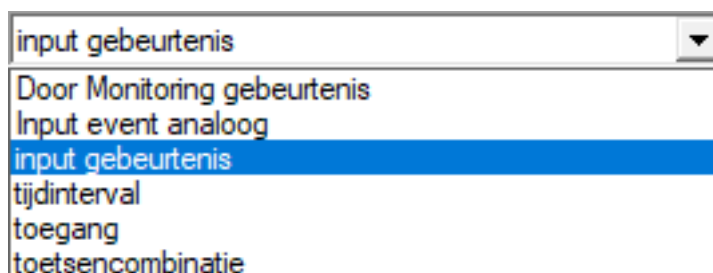 input gebeurtenis
Door Monitoring gebeurtenis
Input event analoog
input gebeurtenis
tijdinterval
toegang
toetsencombinatie